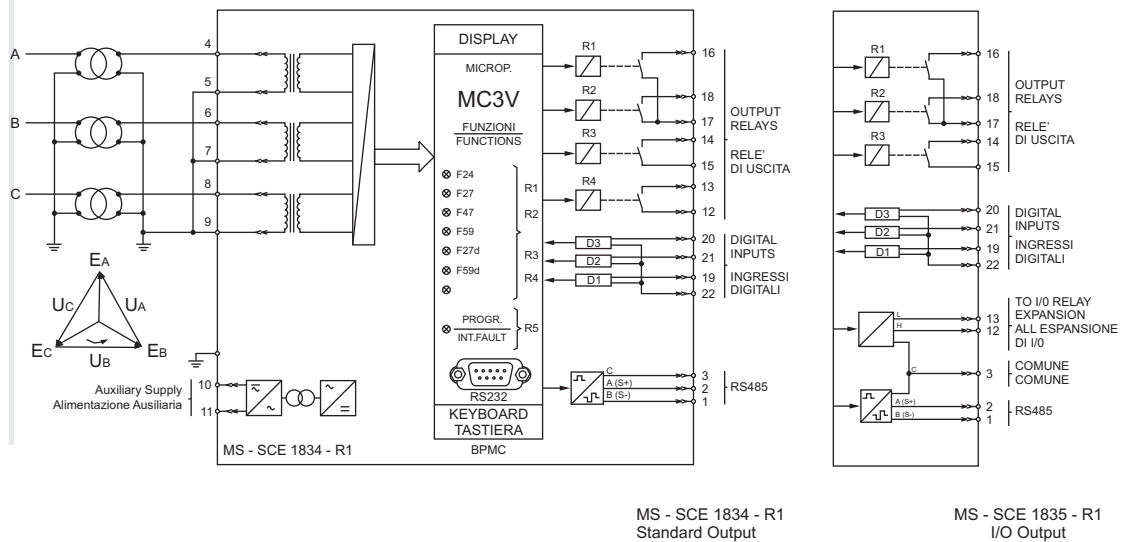 A
B
C
4
5
6
7
8
9
EA
UC
UA
EC
UB
EB
Auxiliary Supply
Alimentazione Ausiliaria
10
11
MS - SCE 1834 - R1
DISPLAY
MICROP.
MC3V
FUNZIONI
FUNCTIONS
F24
F27
F47
F59
F27d
F59d
R1
R2
R3
R4
PROGR.
INT.FAULT
R5
RS232
KEYBOARD
TASTIERA
BPMC
R1
R2
R3
R4
16
18
17
14
15
13
12
OUTPUT
RELAYS
RELE'
DI USCITA
D3
D2
D1
20
21
19
22
DIGITAL
INPUTS
INGRESSI
DIGITALI
C
A (S+)
B (S-)
3
2
1
RS485
MS - SCE 1834 - R1
Standard Output
R1
R2
R3
16
18
17
14
15
OUTPUT
RELAYS
RELE'
DI USCITA
D3
D2
D1
20
21
19
22
DIGITAL
INPUTS
INGRESSI
DIGITALI
L
H
13
12
TO I/0 RELAY
EXPANSION
ALL ESPANSIONE
DI I/0
C
3
COMUNE
COMUNE
A (S+)
B (S-)
2
1
RS485
MS - SCE 1835 - R1
I/O Output